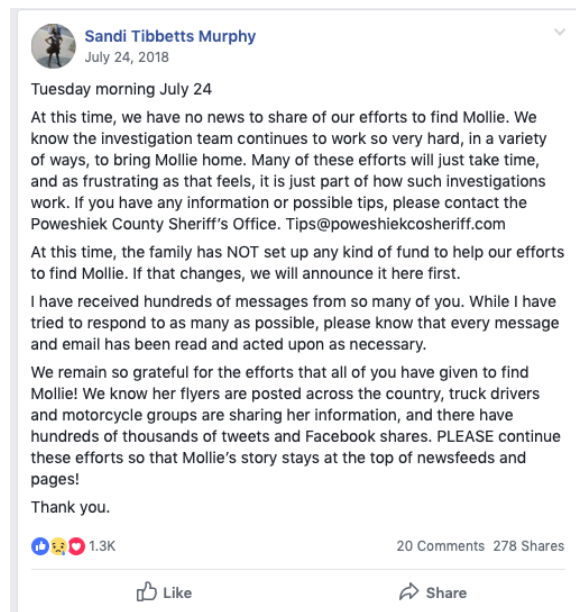 Sandi Tibbetts Murphy
July 24, 2018
Tuesday morning July 24
At this time, we have no news to share of our efforts to find Mollie. We
know the investigation team continues to work so very hard, in a variety
of ways, to bring Mollie home. Many of these efforts will just take time,
and as frustrating as that feels, it is just part of how such investigations
work. If you have any information or possible tips, please contact the
Poweshiek County Sheriff's Office. Tips@poweshiekcosheriff.com
At this time, the family has NOT set up any kind of fund to help our efforts
to find Mollie. If that changes, we will announce it here first.
I have received hundreds of messages from so many of you. While I have
tried to respond to as many as possible, please know that every message
and email has been read and acted upon as necessary.
We remain so grateful for the efforts that all of you have given to find
Mollie! We know her flyers are posted across the country, truck drivers
and motorcycle groups are sharing her information, and there have
hundreds of thousands of tweets and Facebook shares. PLEASE continue
these efforts so that Mollie's story stays at the top of newsfeeds and
pages!
Thank you.
1.3K 20 Comments 278 Shares
Like Share